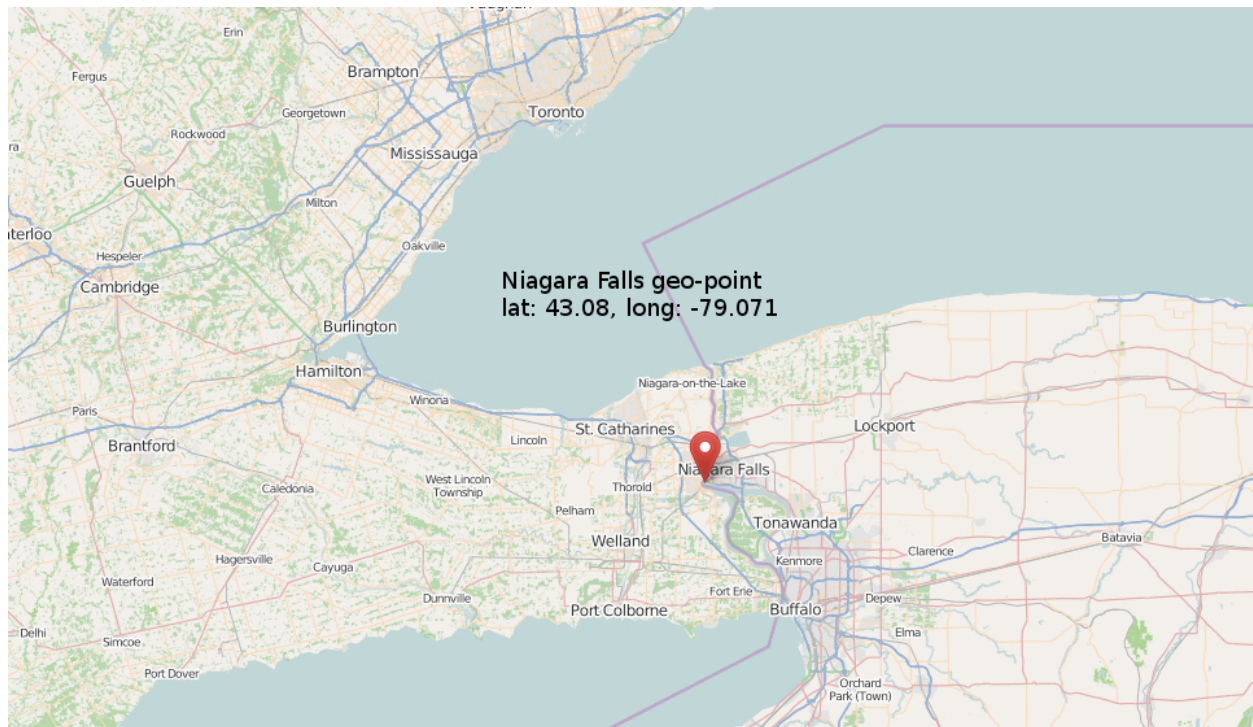 Vaughan
Erin
Brampton
Fergus
Georgetown
Toronto
Rockwood
Mississauga
Guelph
Milton
Oakville
Hespeler
Cambridge
Niagara Falls geo-point
lat: 43.08, long: -79.071
Burlington
Hamilton
Niagara-on-the-Lake
Winona
Paris
Brantford
Lincoln
St. Catharines
Lockport
Niagara Falls
West Lincoln
Township
Thorold
Caledonia
Pelham
Tonawanda
Welland
Batavia
Clarence
Hagersville
Cayuga
Kenmore
Waterford
Dunnville
Fort Erie
Depew
Port Colborne
Buffalo
Delhi
Simcoe
Elma
Port Dover
Orchard
Park (Town)